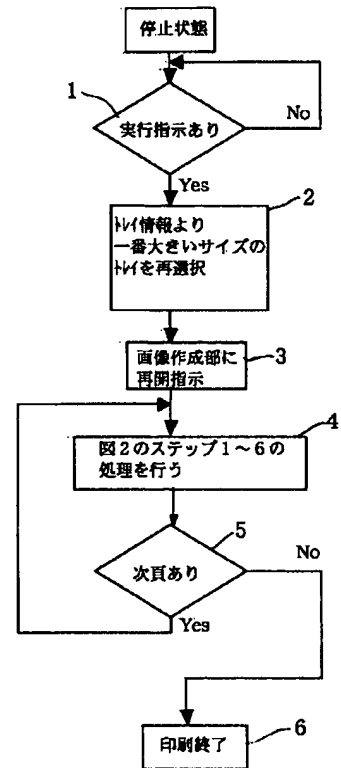 停止状態
1
実行指示あり
No
Yes
2
ﾄﾚｲ情報より
一番大きいサイズの
ﾄﾚｲを再選択
画像作成部に
再開指示
3
4
図2のステップ1～6の
処理を行う
5
次頁あり
No
Yes
印刷終了
6